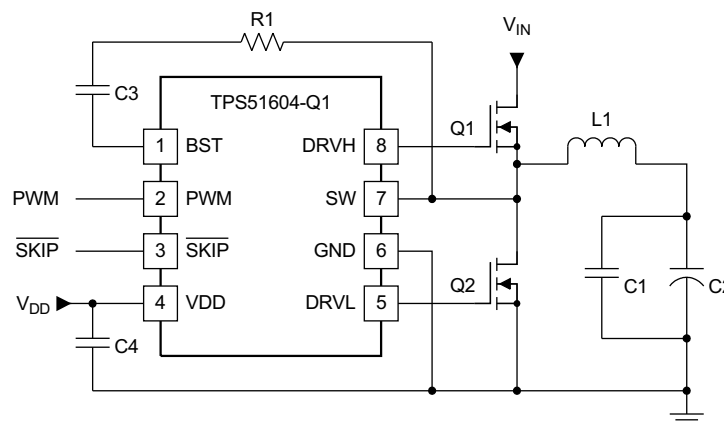 R1
V_IN
C3
TPS51604-Q1
Q1
L1
1 BST DRVH 8
PWM 2 PWM SW 7
SKIP 3 SKIP GND 6
V_DD 4 VDD DRVL 5
Q2
C1
C2
C4